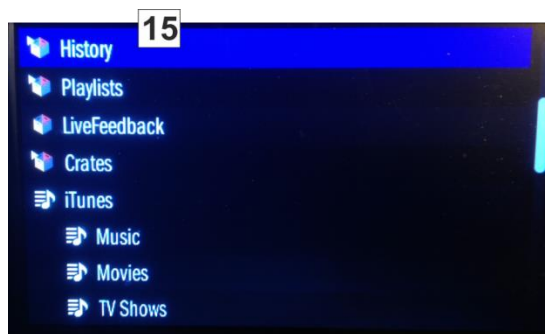 15
History
Playlists
LiveFeedback
Crates
iTunes
Music
Movies
TV Shows